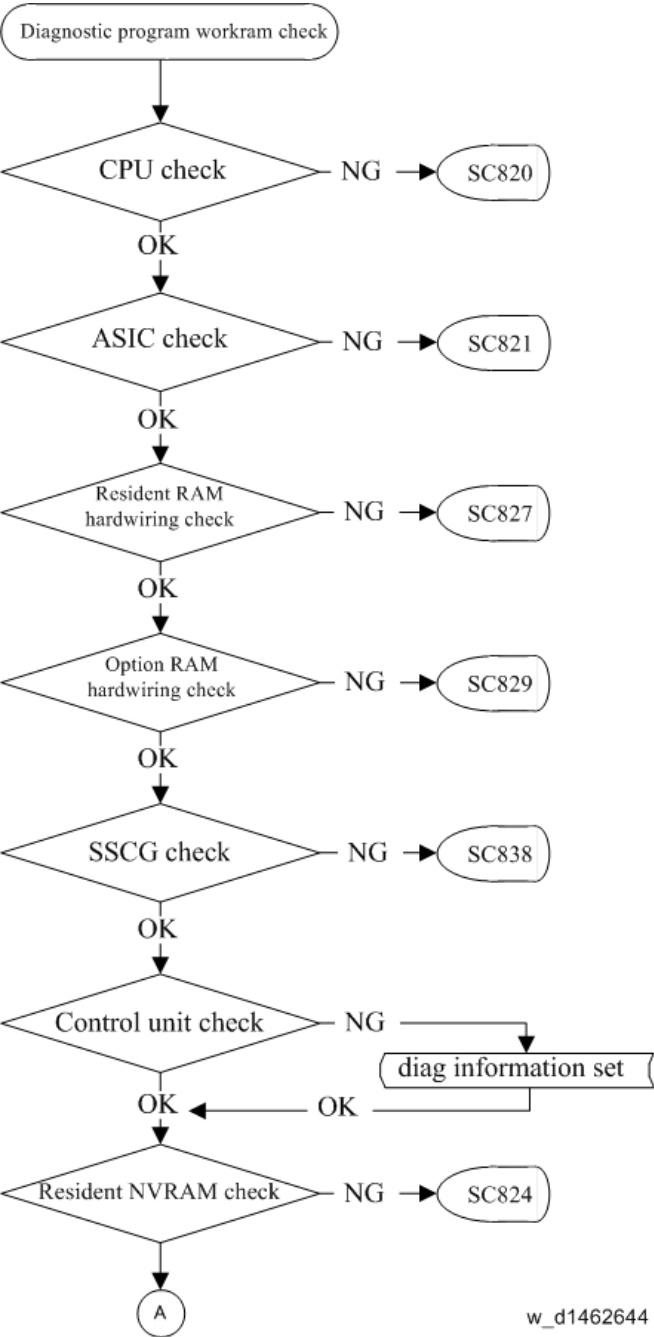 Diagnostic program workram check
CPU check
NG
SC820
OK
ASIC check
NG
SC821
OK
Resident RAM
hardwiring check
NG
SC827
OK
Option RAM
hardwiring check
NG
SC829
OK
SSCG check
NG
SC838
OK
Control unit check
NG
diag information set
OK
OK
Resident NVRAM check
NG
SC824
A
w_d1462644